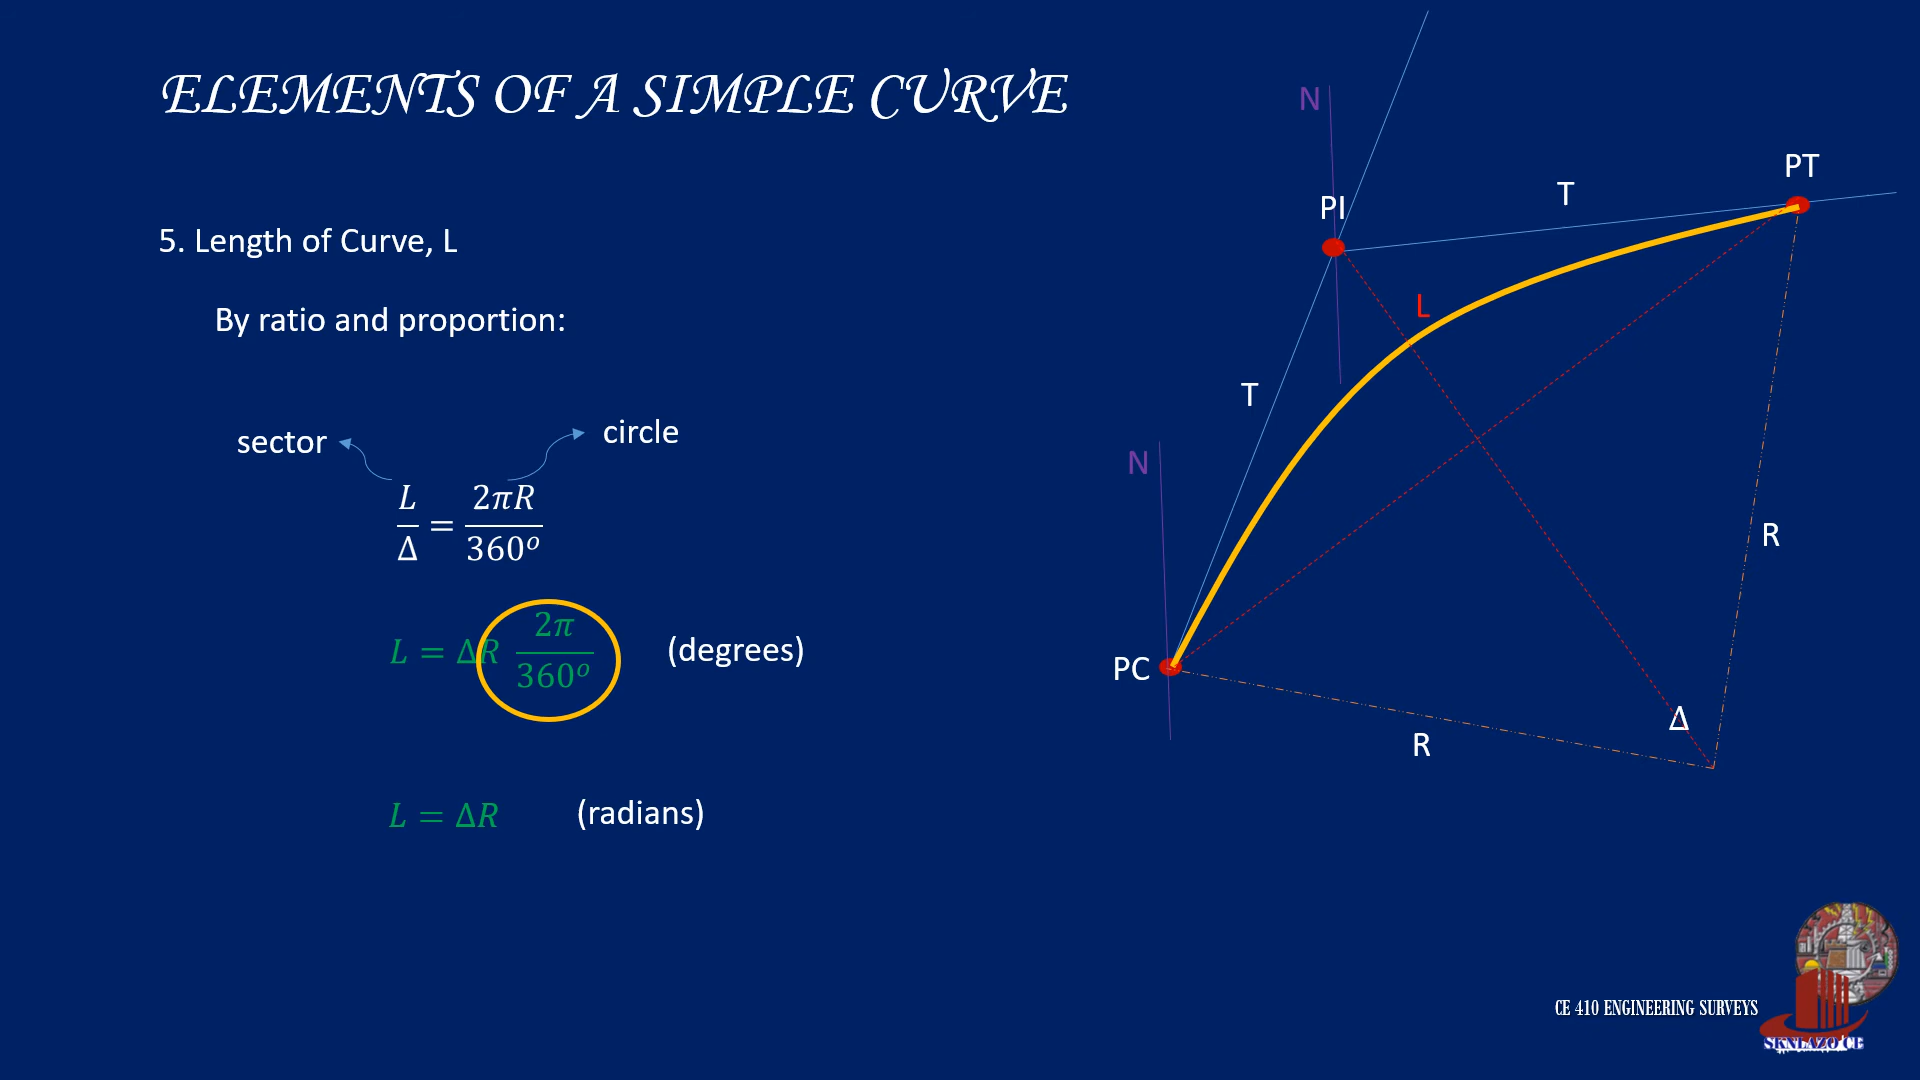 ELEMENTS OF A SIMPLE CURVE
5. Length of Curve, L
By ratio and proportion:
sector
circle
L/Δ = 2πR/360°
L = ΔR 2π/360° (degrees)
L = ΔR (radians)
N
PI
T
PT
L
T
N
R
PC
Δ
R
CE 410 ENGINEERING SURVEYS